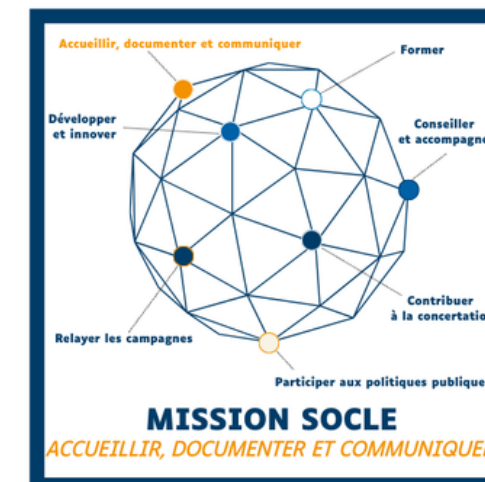 Accueillir, documenter et communiquer
Former
Développer
et innover
Conseiller
et accompagne
Contribuer
à la concertatio
Relayer les campagnes
Participer aux politiques publique
MISSION SOCLE
ACCUEILLIR, DOCUMENTER ET COMMUNIQUE